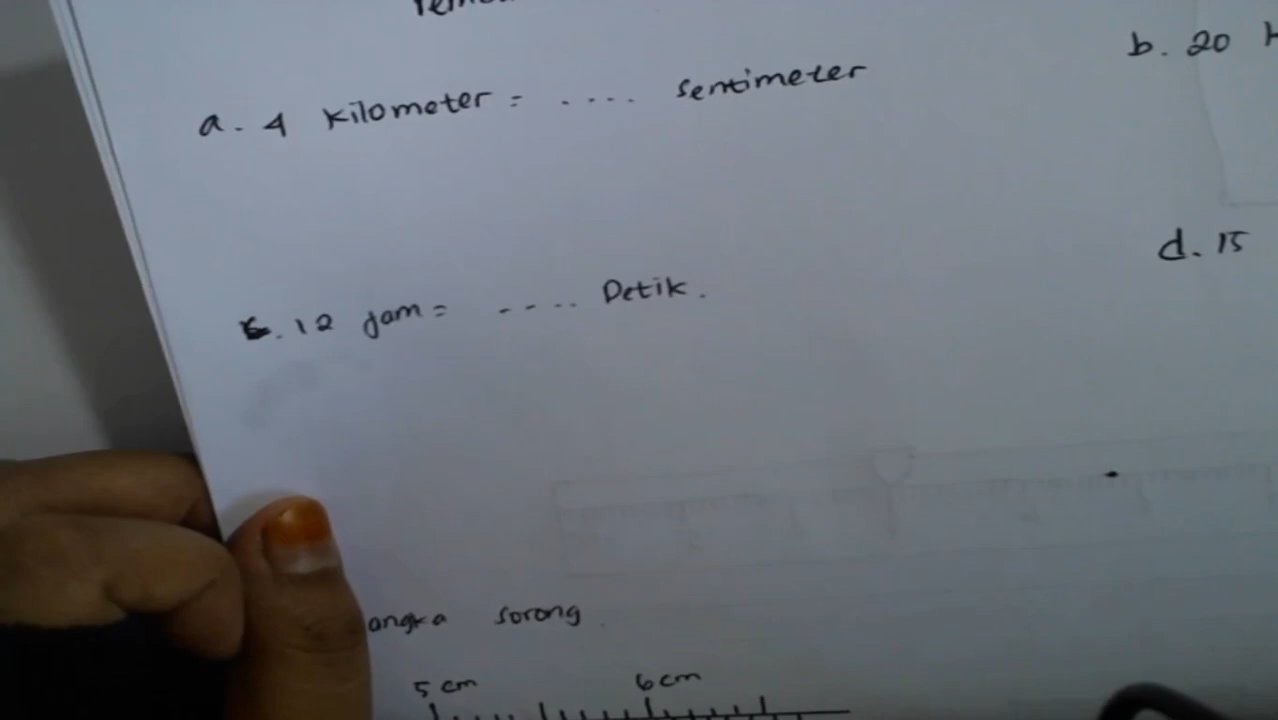 a. 4 kilometer = .... sentimeter
b. 20
c. 12 jam = .... Detik.
d. 15
angka sorong
5 cm 6 cm